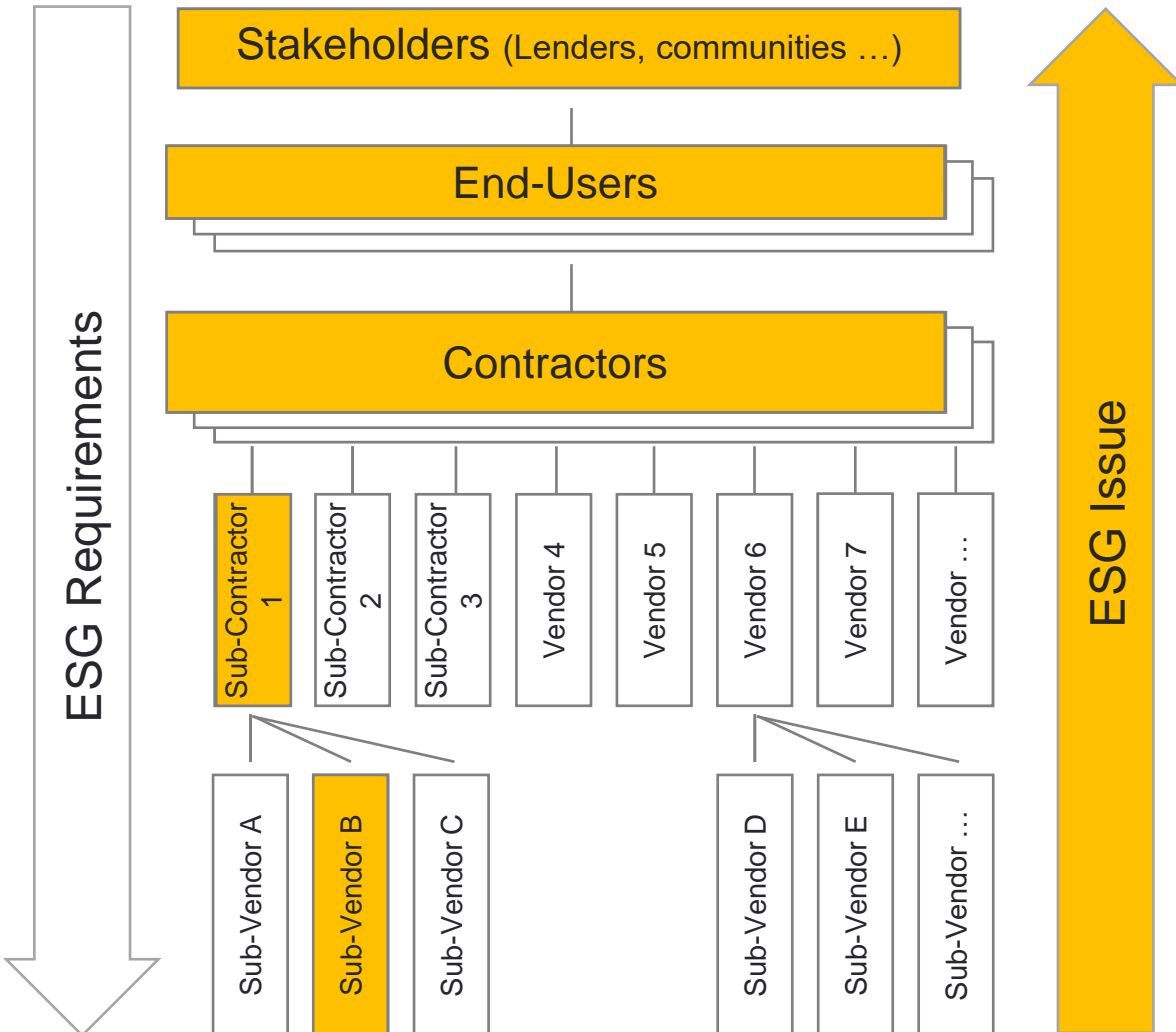 Stakeholders (Lenders, communities …)
End-Users
Contractors
ESG Requirements
ESG Issue
Sub-Contractor
1
Sub-Contractor
2
Sub-Contractor
3
Vendor 4
Vendor 5
Vendor 6
Vendor 7
Vendor …
Sub-Vendor A
Sub-Vendor B
Sub-Vendor C
Sub-Vendor D
Sub-Vendor E
Sub-Vendor …